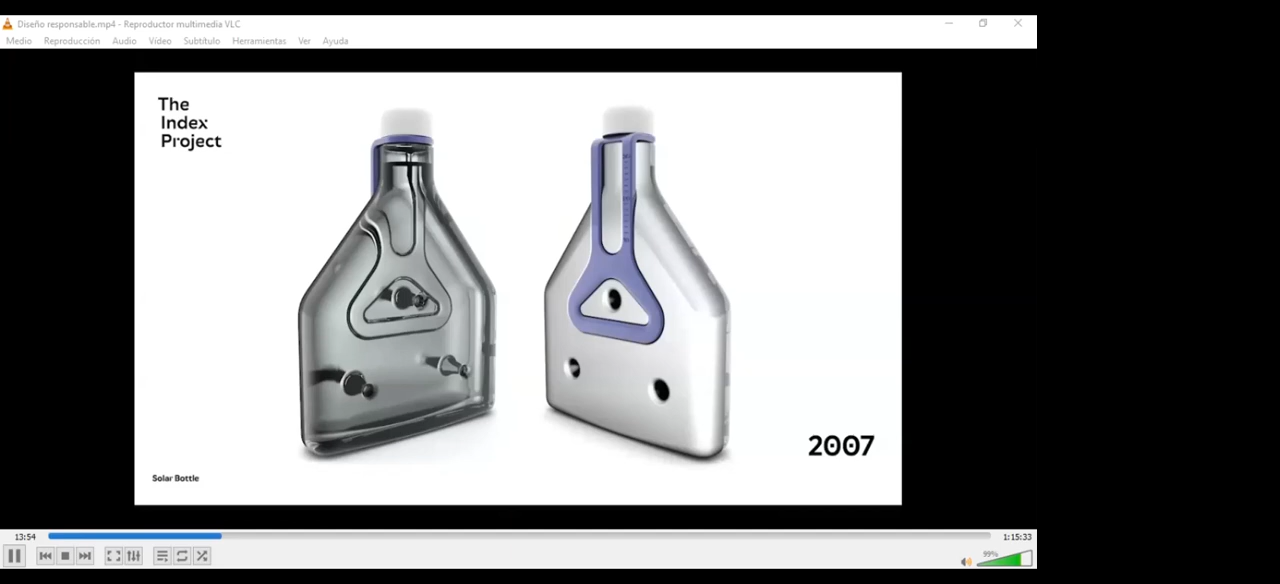 Diseño responsable.mp4 - Reproductor multimedia VLC
Medio Reproducción Audio Vídeo Subtítulo Herramientas Ver Ayuda
The
Index
Project
2007
Solar Bottle
13:54
1:15:33
99%